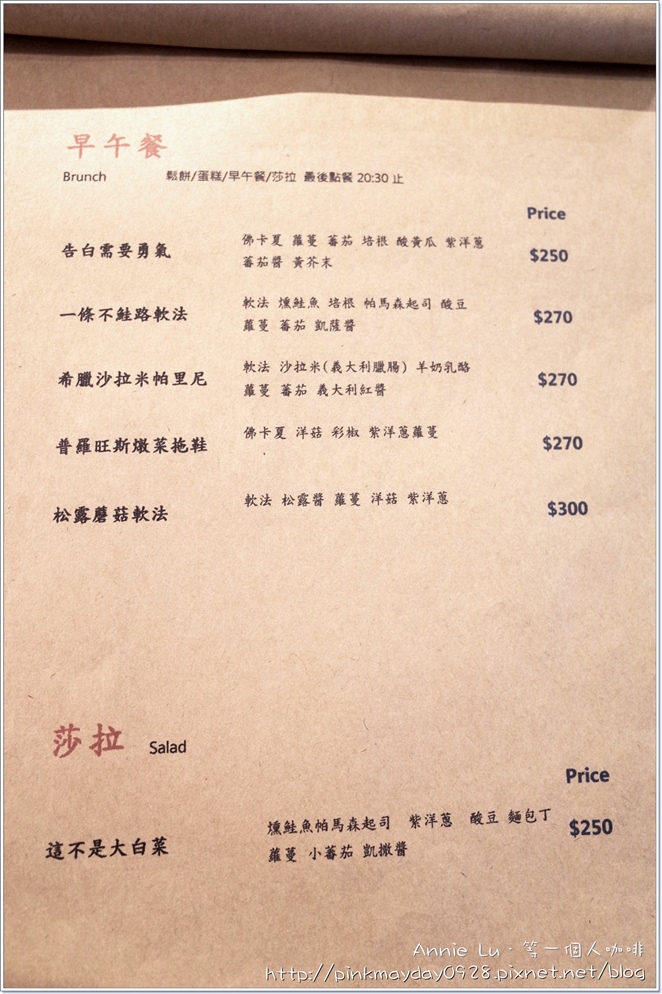 早午餐
Brunch 鬆餅/蛋糕/早午餐/莎拉 最後點餐 20:30 止
Price
告白需要勇氣 佛卡夏 蘿蔓 蕃茄 培根 酸黃瓜 紫洋蔥 $250
蕃茄醬 黃芥末
一條不鮭路軟法 軟法 燻鮭魚 培根 帕馬森起司 酸豆 $270
蘿蔓 蕃茄 凱薩醬
希臘沙拉米帕里尼 軟法 沙拉米(義大利臘腸) 羊奶乳酪 $270
蘿蔓 蕃茄 義大利紅醬
普羅旺斯燉菜拖鞋 佛卡夏 洋菇 彩椒 紫洋蔥蘿蔓 $270
松露蘑菇軟法 軟法 松露醬 蘿蔓 洋菇 紫洋蔥 $300
莎拉 Salad
Price
這不是大白菜 燻鮭魚帕馬森起司 紫洋蔥 酸豆 麵包丁 $250
蘿蔓 小蕃茄 凱撒醬
Annie Lu·等一個人咖啡
http://pinkmayday0928.pixnet.net/blog